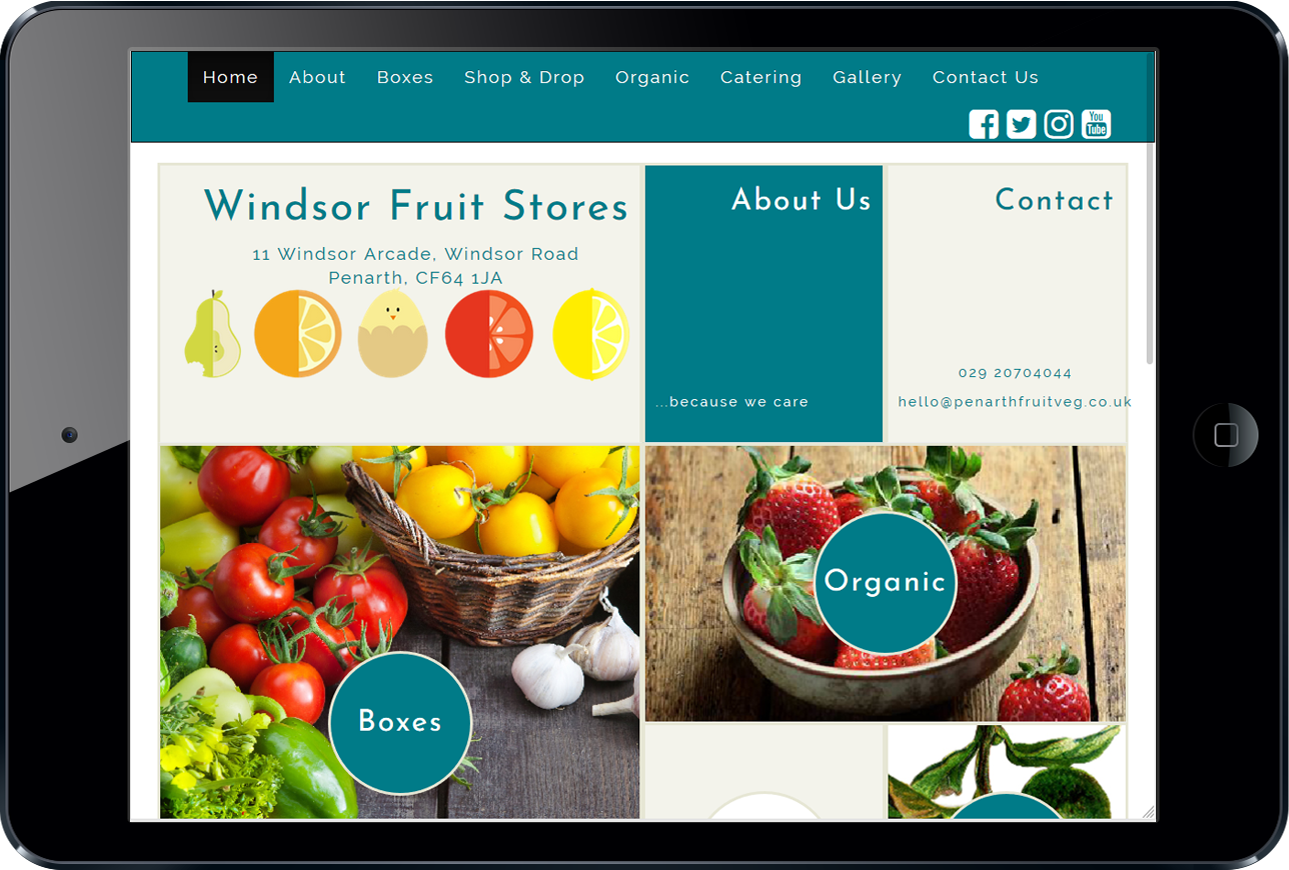 Home About Boxes Shop & Drop Organic Catering Gallery Contact Us
You
Tube
Windsor Fruit Stores
11 Windsor Arcade, Windsor Road
Penarth, CF64 1JA
About Us
...because we care
Contact
029 20704044
hello@penarthfruitveg.co.uk
Boxes
Organic